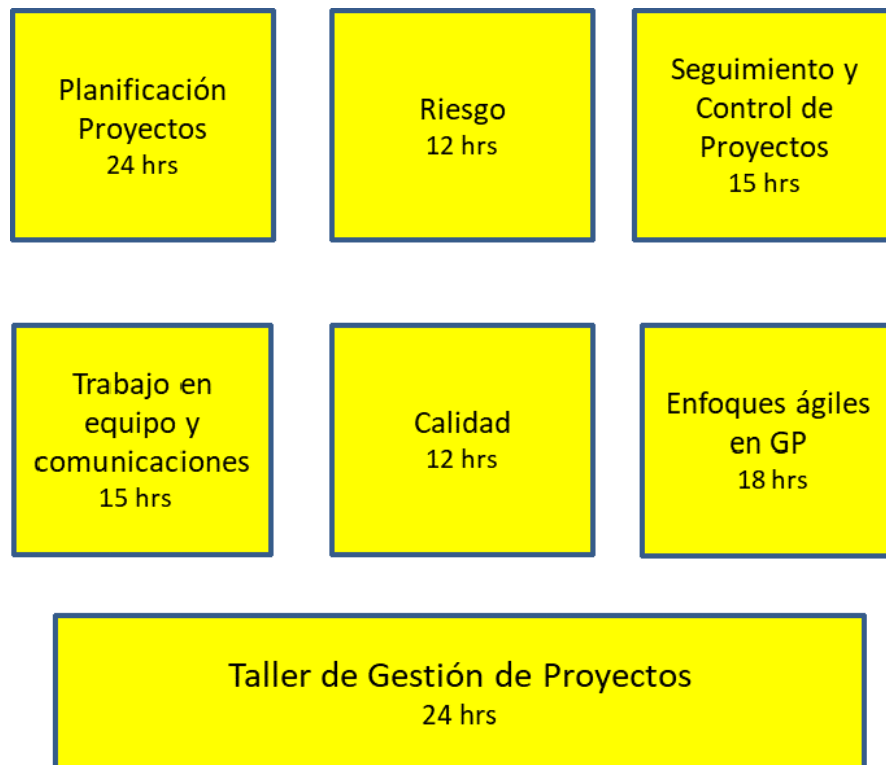 Planificación
Proyectos
24 hrs
Riesgo
12 hrs
Seguimiento y
Control de
Proyectos
15 hrs
Trabajo en
equipo y
comunicaciones
15 hrs
Calidad
12 hrs
Enfoques ágiles
en GP
18 hrs
Taller de Gestión de Proyectos
24 hrs